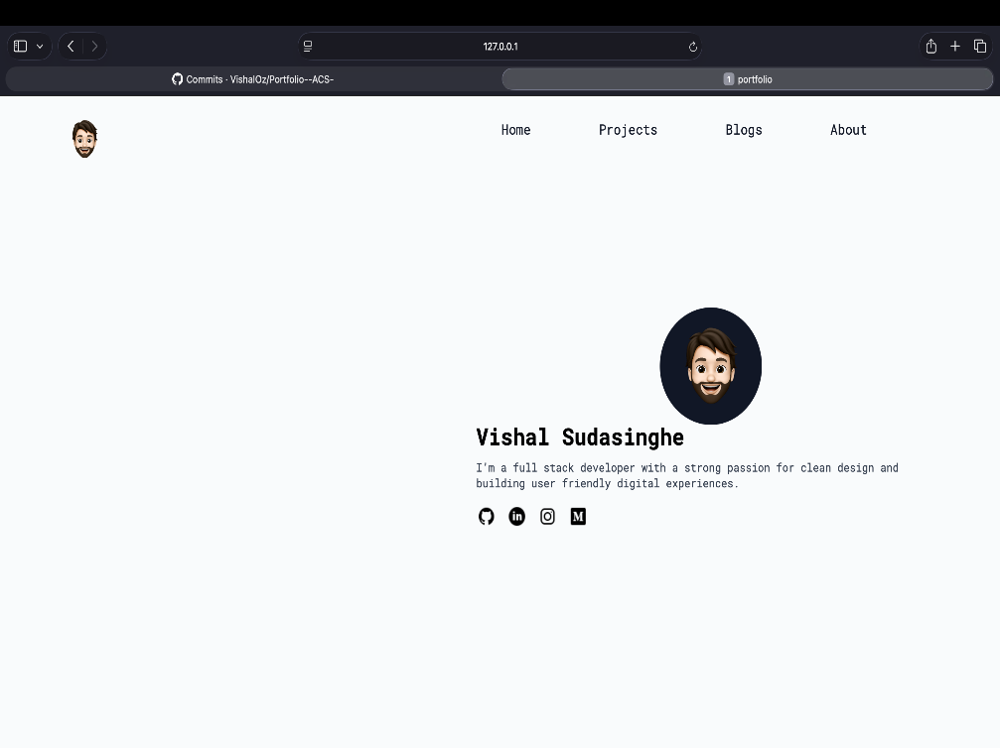 127.0.0.1
Commits · VishalOz/Portfolio--ACS-
1 portfolio
Home Projects Blogs About
Vishal Sudasinghe
I'm a full stack developer with a strong passion for clean design and
building user friendly digital experiences.
in M